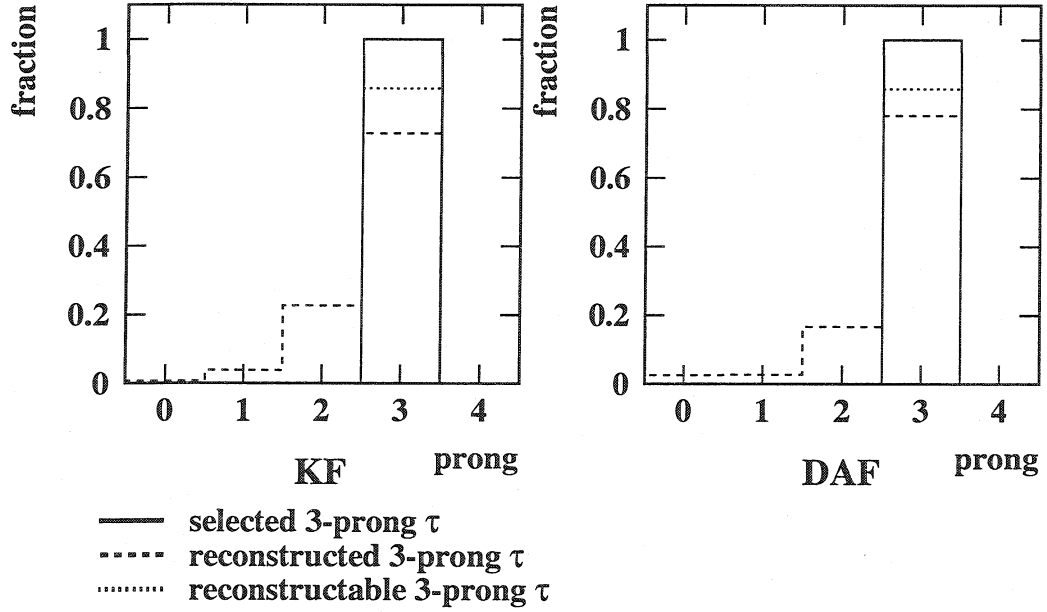 fraction
1
0.8
0.6
0.4
0.2
0
0 1 2 3 4
prong
KF
fraction
1
0.8
0.6
0.4
0.2
0
0 1 2 3 4
prong
DAF
selected 3-prong τ
reconstructed 3-prong τ
reconstructable 3-prong τ